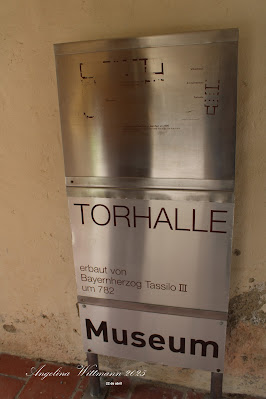 TORHALLE
erbaut von
Bayernherzog Tassilo III
um 782
Museum
Angelina Wittmann 2025